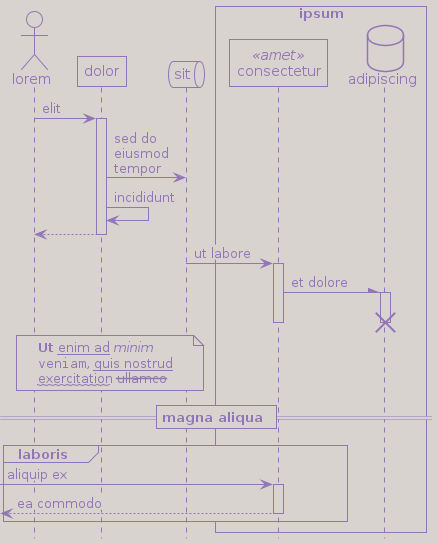 ipsum
lorem
dolor
sit
«amet»
consectetur
adipiscing
elit
sed do
eiusmod
tempor
incididunt
ut labore
et dolore
Ut enim ad minim
veniam, quis nostrud
exercitation ullamco
magna aliqua
laboris
aliquip ex
ea commodo